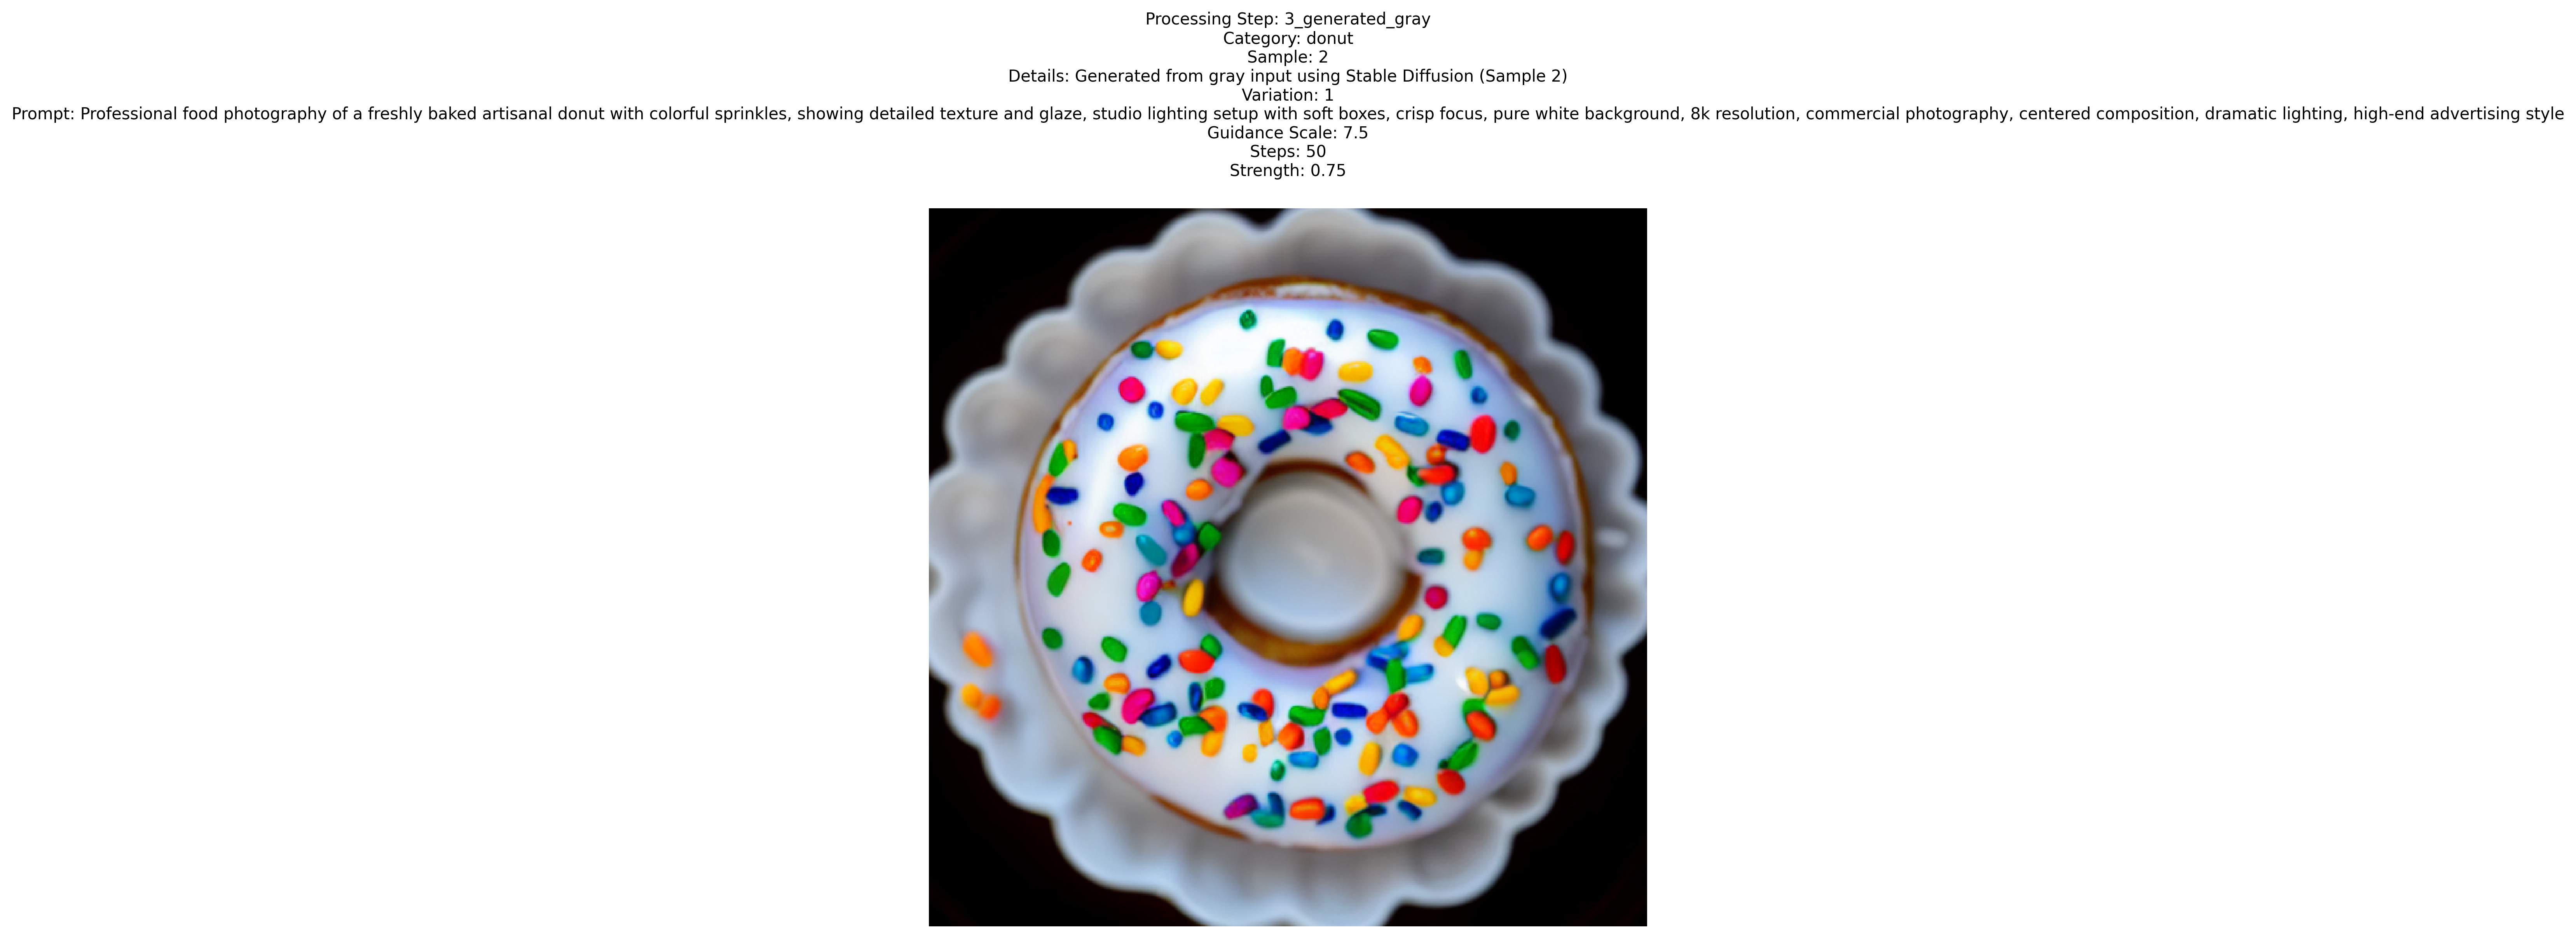 Processing Step: 3_generated_gray
Category: donut
Sample: 2
Details: Generated from gray input using Stable Diffusion (Sample 2)
Variation: 1
Prompt: Professional food photography of a freshly baked artisanal donut with colorful sprinkles, showing detailed texture and glaze, studio lighting setup with soft boxes, crisp focus, pure white background, 8k resolution, commercial photography, centered composition, dramatic lighting, high-end advertising style
Guidance Scale: 7.5
Steps: 50
Strength: 0.75